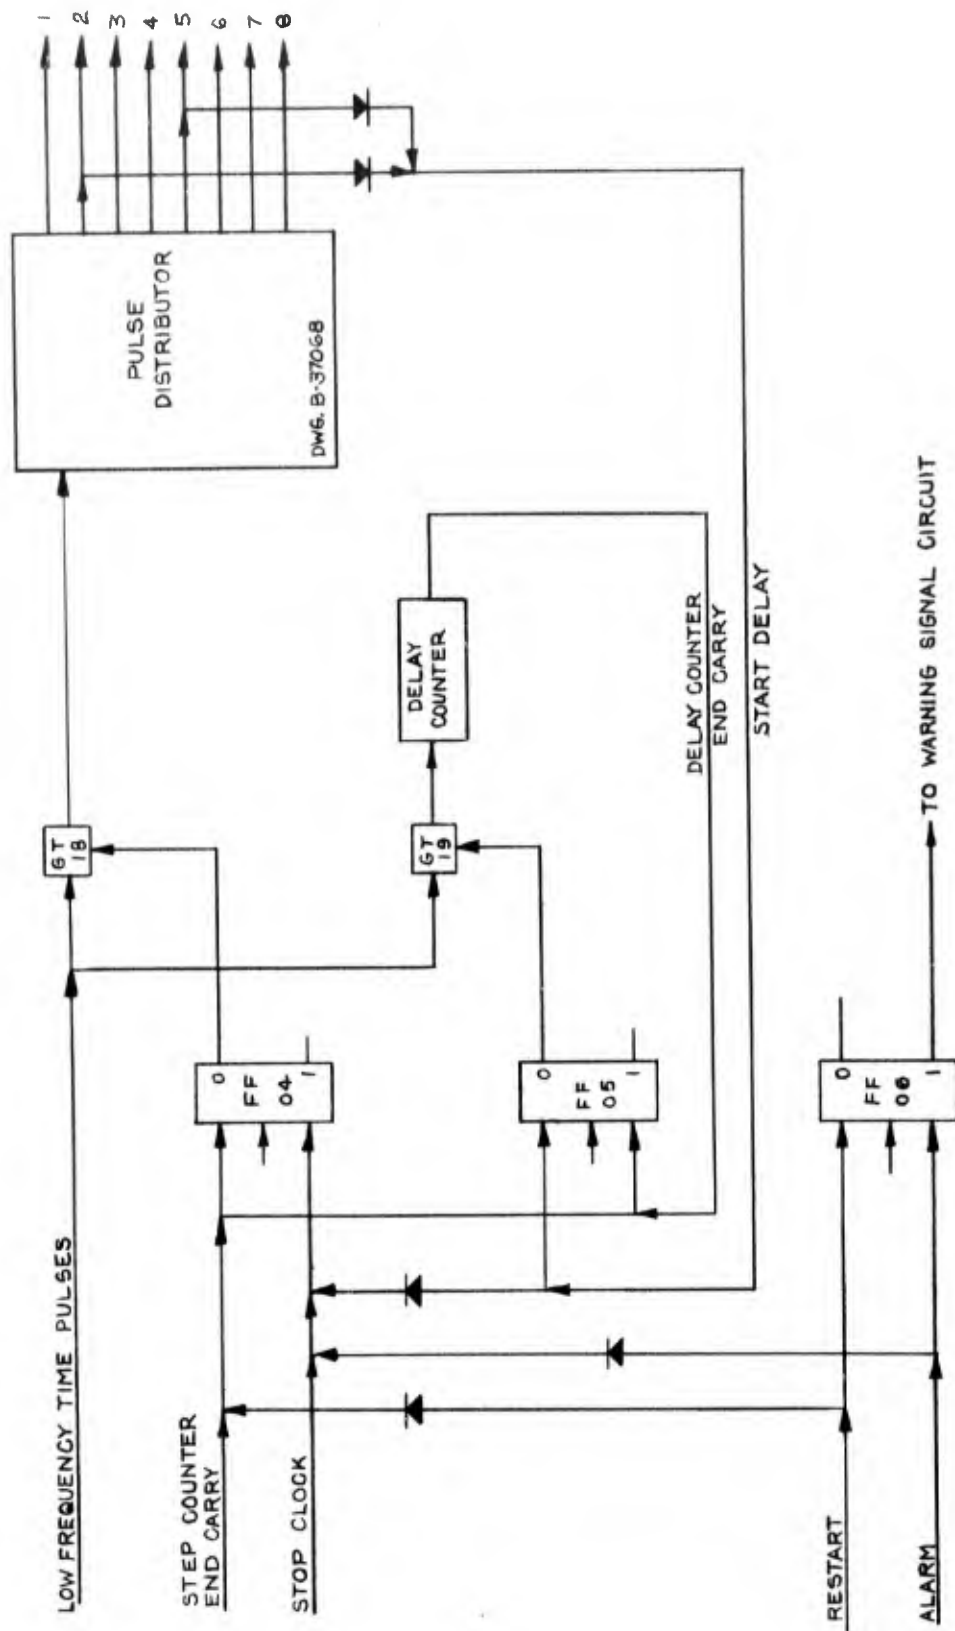 LOW FREQUENCY TIME PULSES
STEP COUNTER
END CARRY
STOP CLOCK
RESTART
ALARM
FF
04
0
1
FF
05
0
1
FF
06
0
1
GT
18
GT
19
DELAY
COUNTER
PULSE
DISTRIBUTOR
DWG. B-37068
1
2
3
4
5
6
7
8
DELAY COUNTER
END CARRY
START DELAY
TO WARNING SIGNAL CIRCUIT